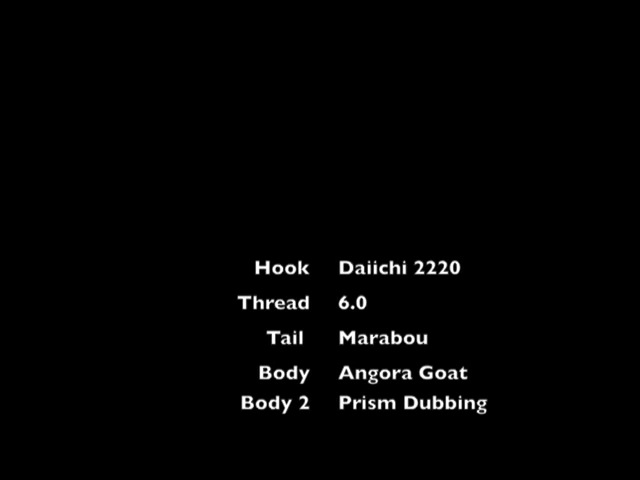 Hook Daiichi 2220
Thread 6.0
Tail Marabou
Body Angora Goat
Body 2 Prism Dubbing